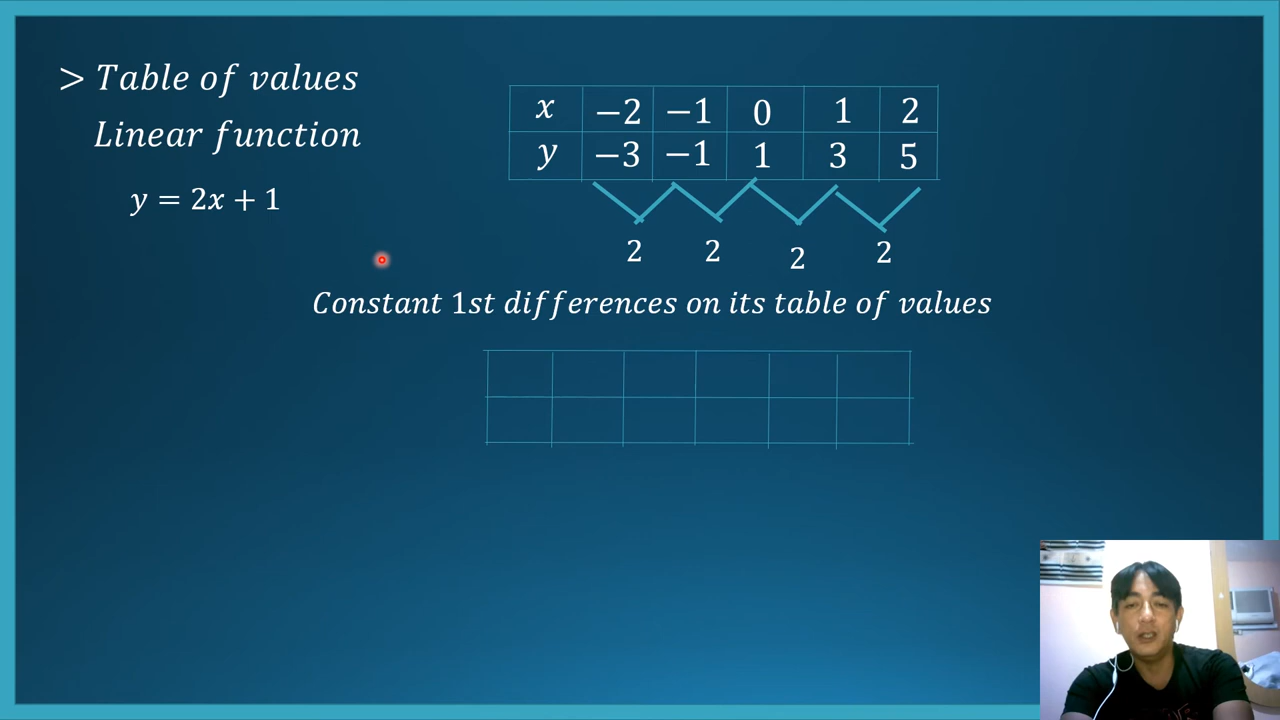 > Table of values
Linear function
y = 2x + 1
x −2 −1 0 1 2
y −3 −1 1 3 5
2 2 2 2
Constant 1st differences on its table of values